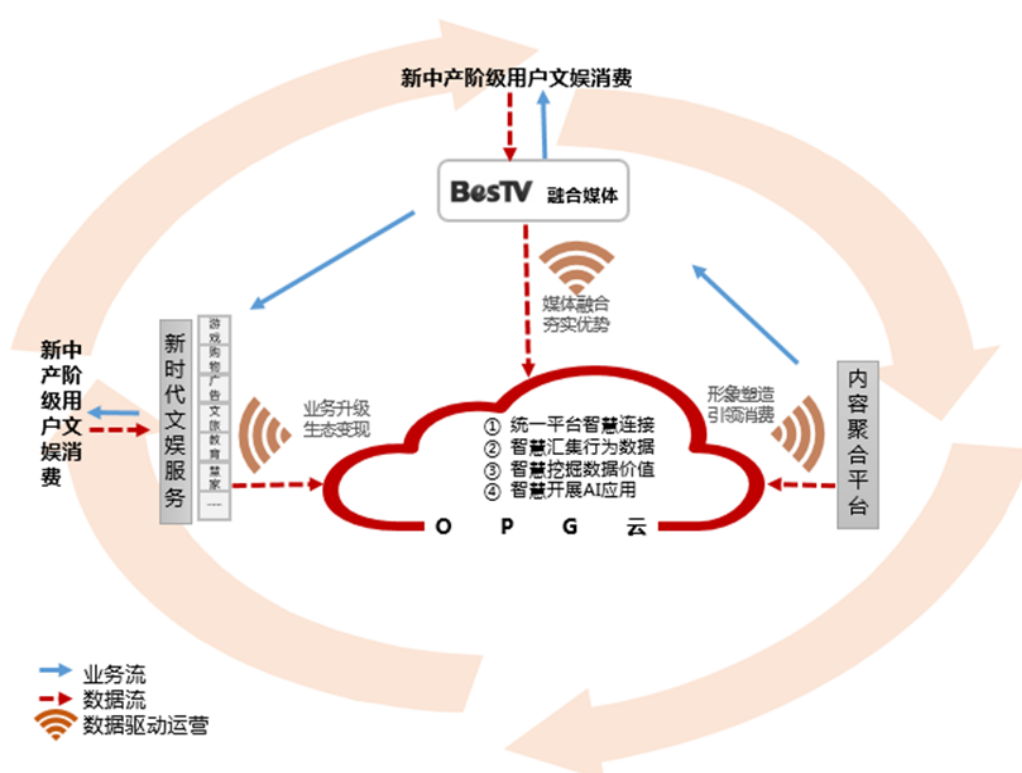 新中产阶级用户文娱消费
BesTV 融合媒体
媒体融合
夯实优势
新中产阶级用户文娱消费
新时代文娱服务
游戏
购物
广告
文旅
教育
慧家
……
业务升级
生态变现
① 统一平台智慧连接
② 智慧汇集行为数据
③ 智慧挖掘数据价值
④ 智慧开展AI应用
O P G 云
形象塑造
引领消费
内容聚合平台
业务流
数据流
数据驱动运营